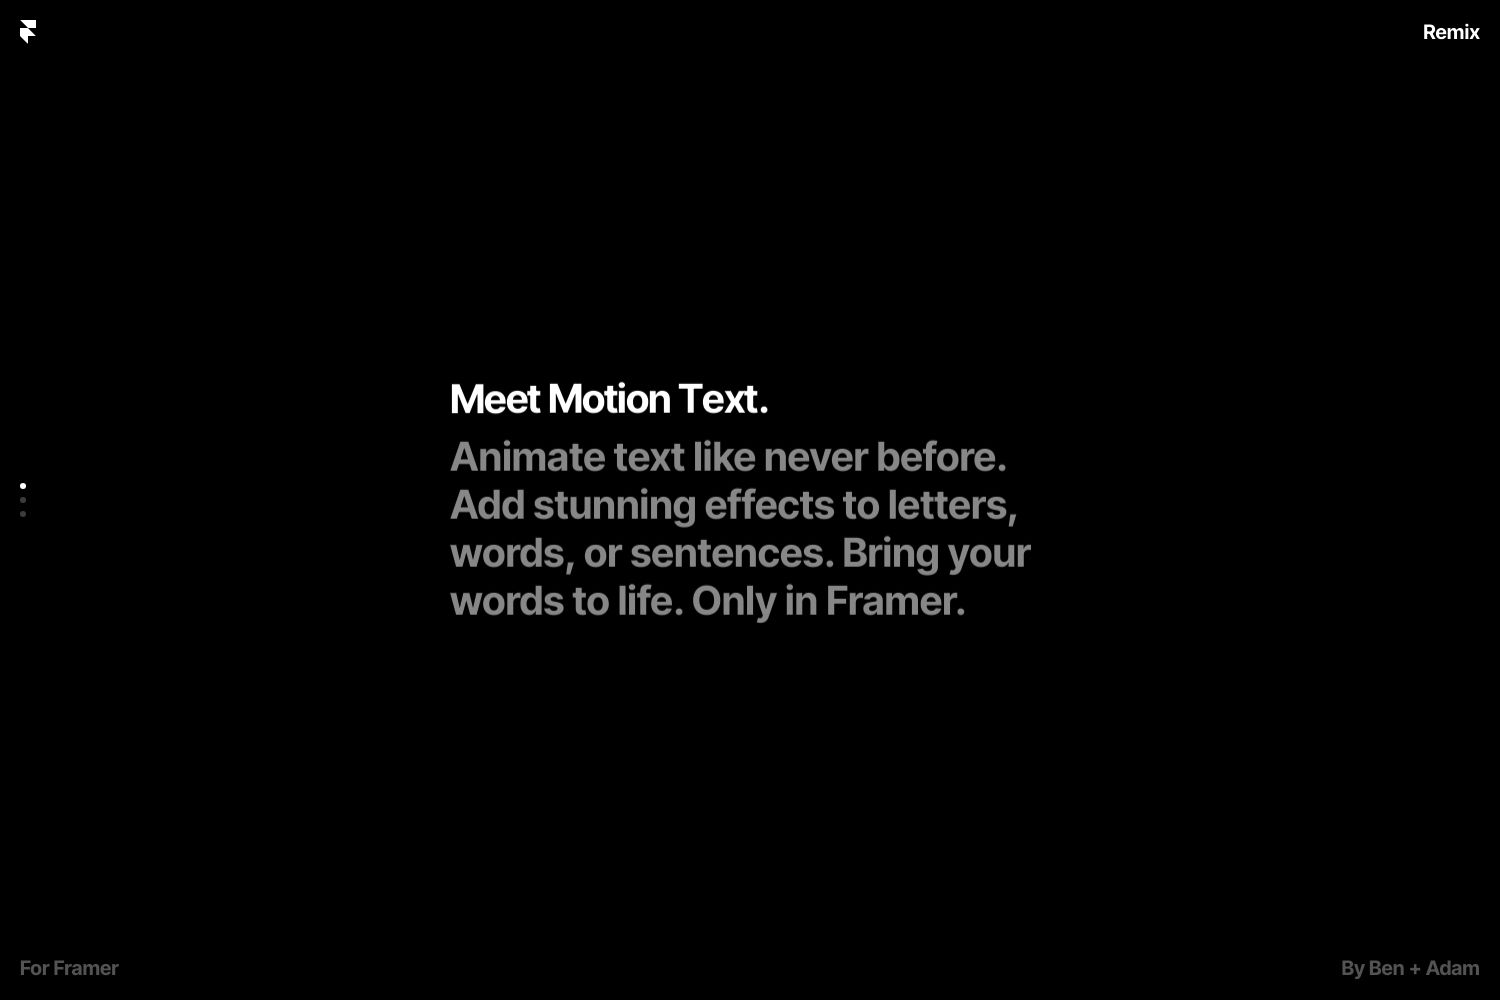 Remix
Meet Motion Text.
Animate text like never before.
Add stunning effects to letters,
words, or sentences. Bring your
words to life. Only in Framer.
For Framer
By Ben + Adam